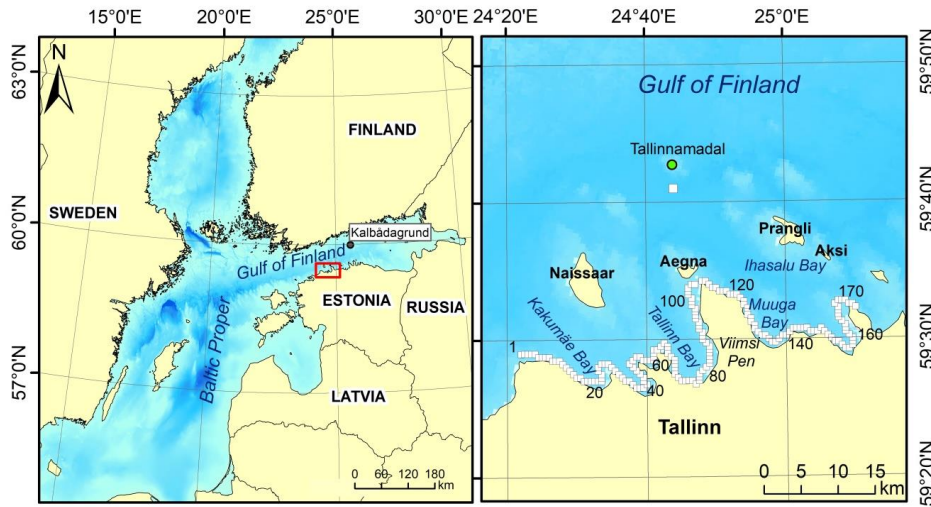 15°0'E 20°0'E 25°0'E 30°0'E
63°0'N
60°0'N
57°0'N
N
FINLAND
SWEDEN
Kalbådagrund
Gulf of Finland
ESTONIA
RUSSIA
Baltic Proper
LATVIA
0 60 120 180
km
24°20'E 24°40'E 25°0'E
59°50'N
59°40'N
59°30'N
59°20'N
Gulf of Finland
Tallinnamadal
Prangli
Aksi
Naissaar
Aegna
Ihasalu Bay
120
170
100
Muuga
Bay
Kakumäe Bay
Tallinn Bay
Viimsi
Pen
140
160
1
60
80
20
40
Tallinn
0 5 10 15
km